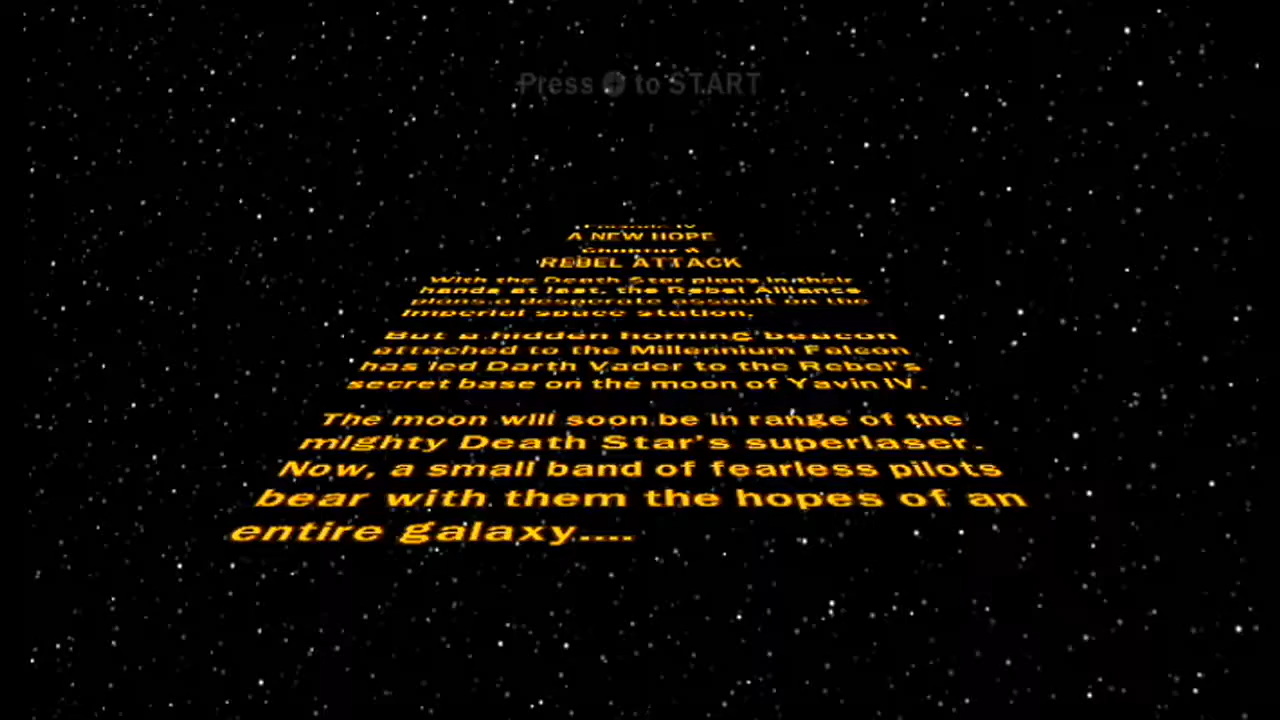 Press to START
Episode IV
A NEW HOPE
Chapter 6
REBEL ATTACK
With the Death Star plans in their
hands at last, the Rebel Alliance
plans a desperate assault on the
Imperial space station.
But a hidden homing beacon
attached to the Millennium Falcon
has led Darth Vader to the Rebel's
secret base on the moon of Yavin IV.
The moon will soon be in range of the
mighty Death Star's superlaser.
Now, a small band of fearless pilots
bear with them the hopes of an
entire galaxy....